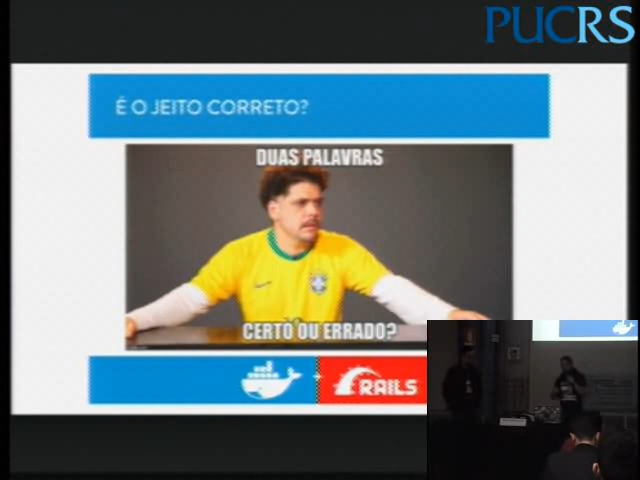 PUCRS
É O JEITO CORRETO?
DUAS PALAVRAS
CERTO OU ERRADO?
+
RAILS